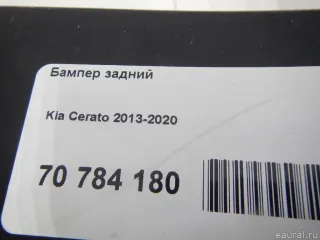 Бампер задний
Kia Cerato 2013-2020
70 784 180
eaural.ru